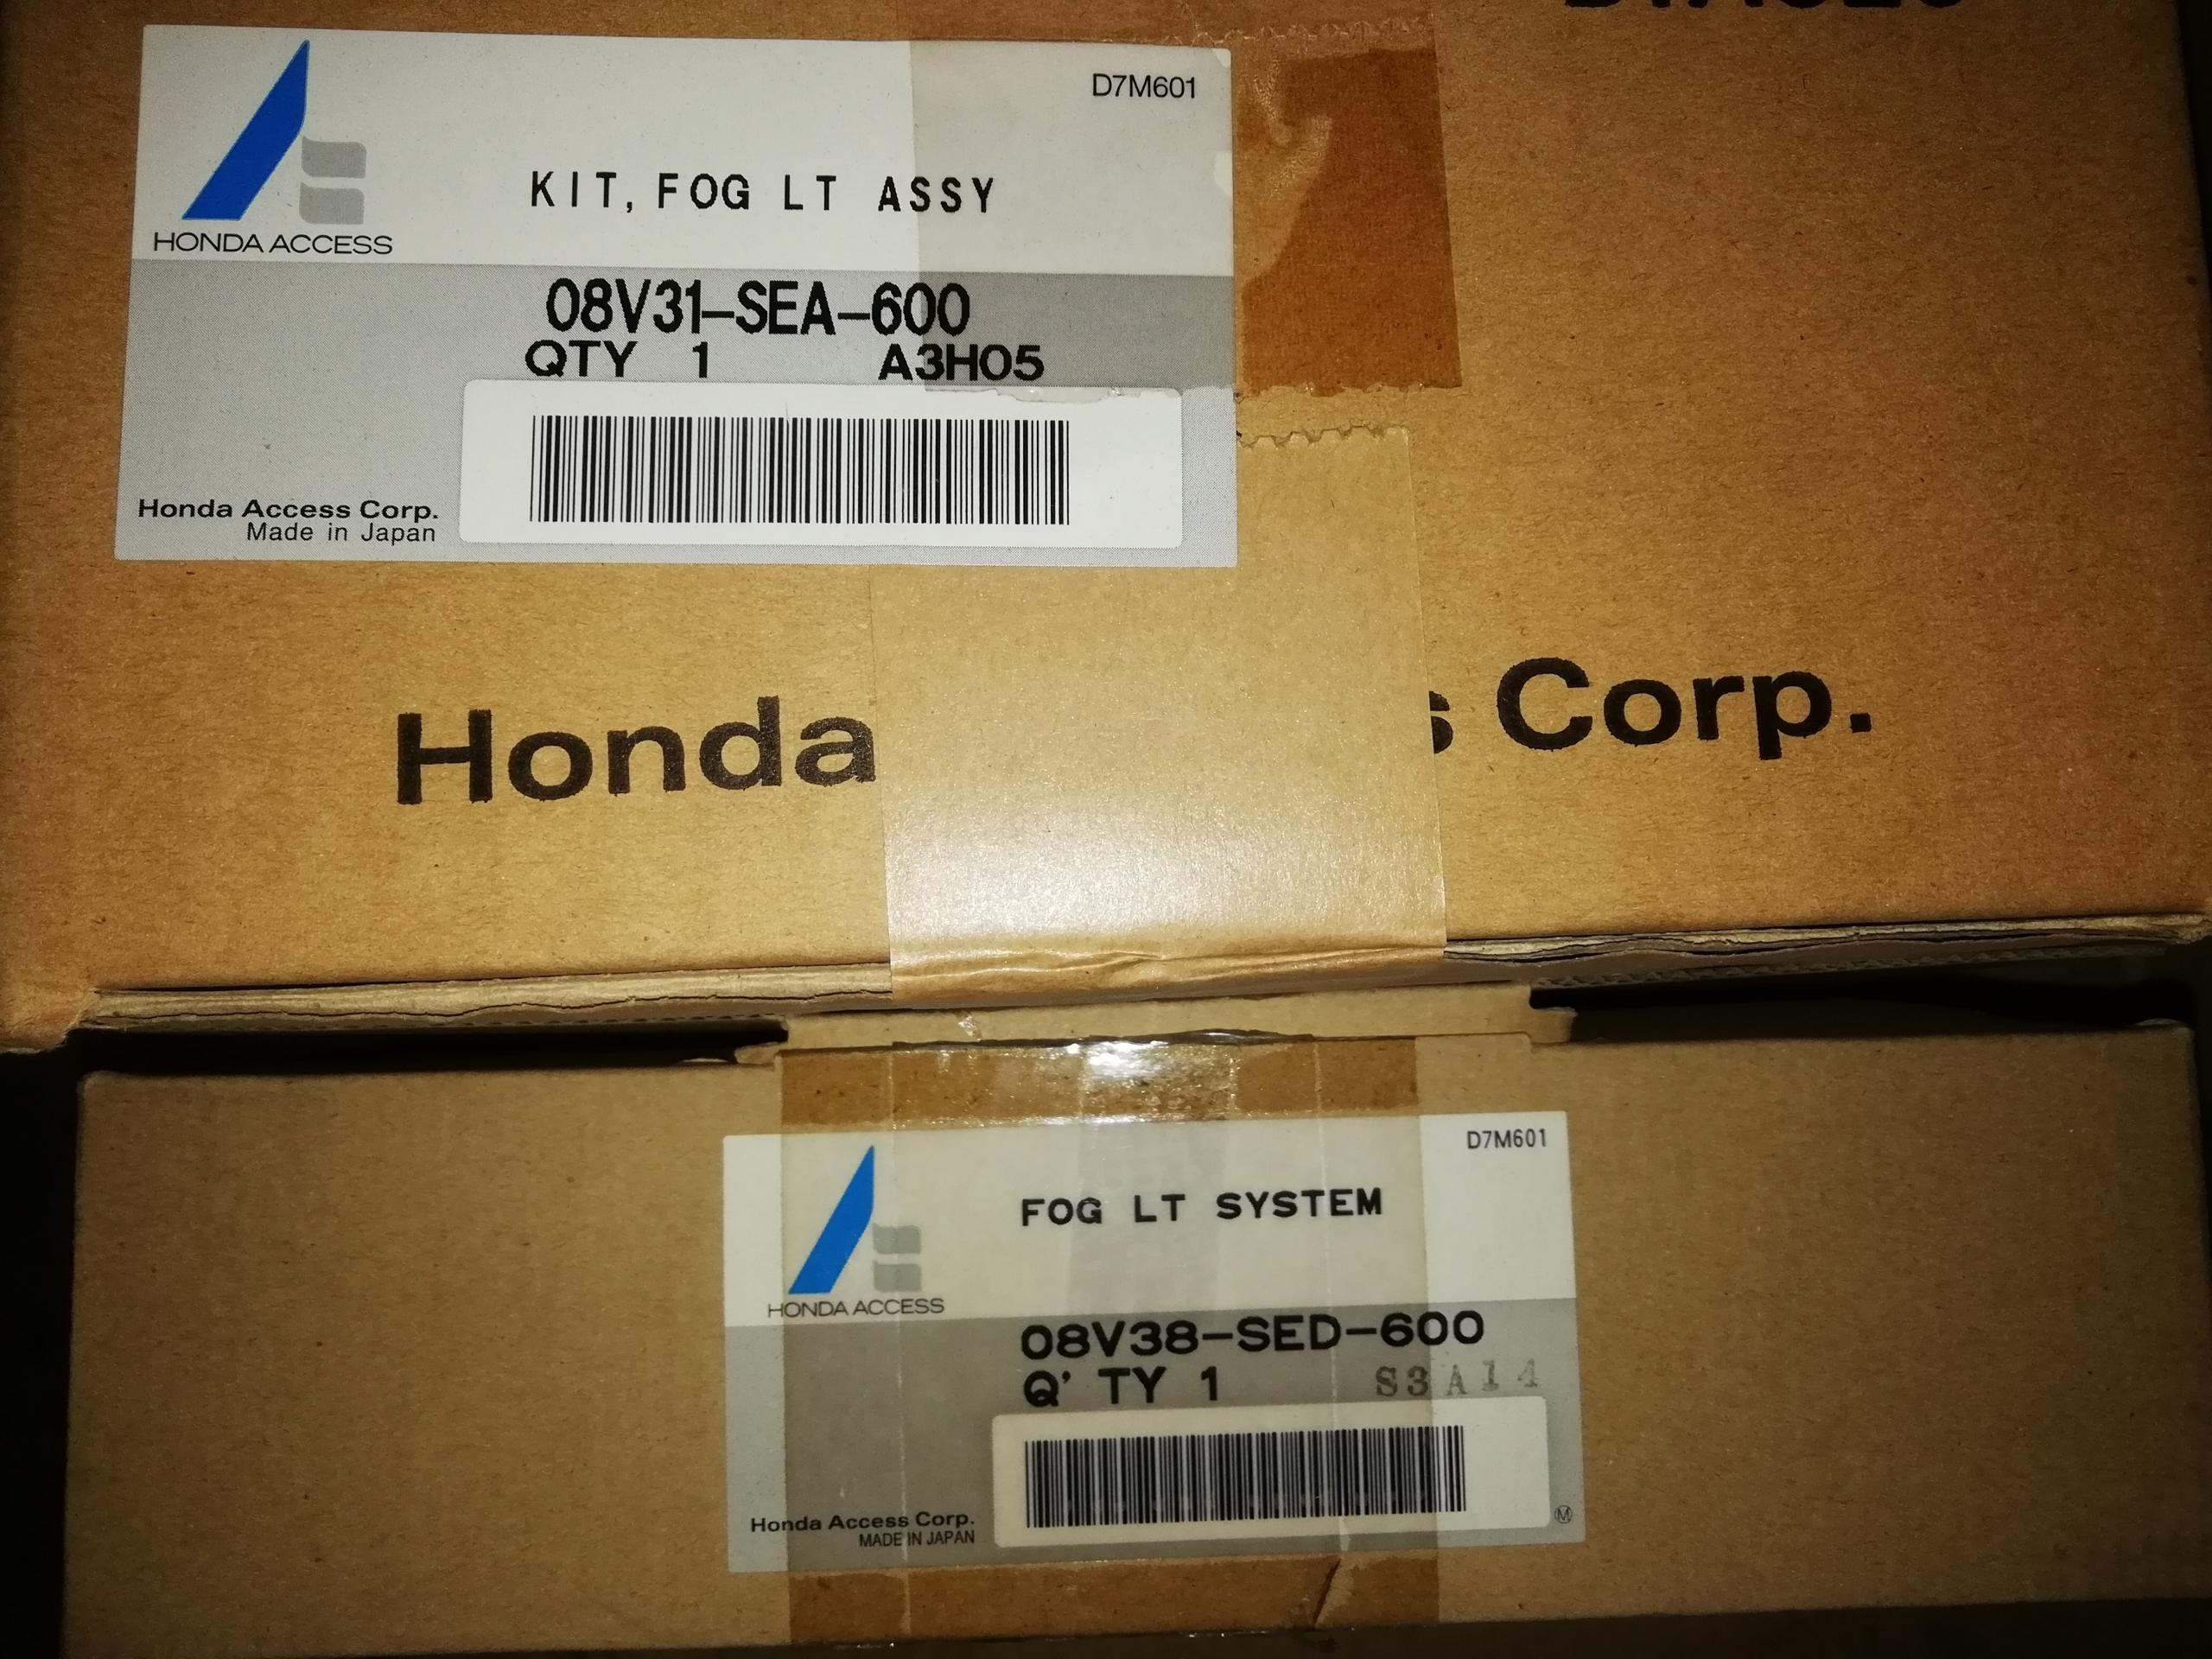 D7M601
KIT, FOG LT ASSY
HONDA ACCESS
08V31-SEA-600
QTY 1 A3H05
Honda Access Corp.
Made in Japan
Honda Corp.
D7M601
FOG LT SYSTEM
HONDA ACCESS
08V38-SED-600
Q'TY 1 S3A14
Honda Access Corp.
MADE IN JAPAN
M